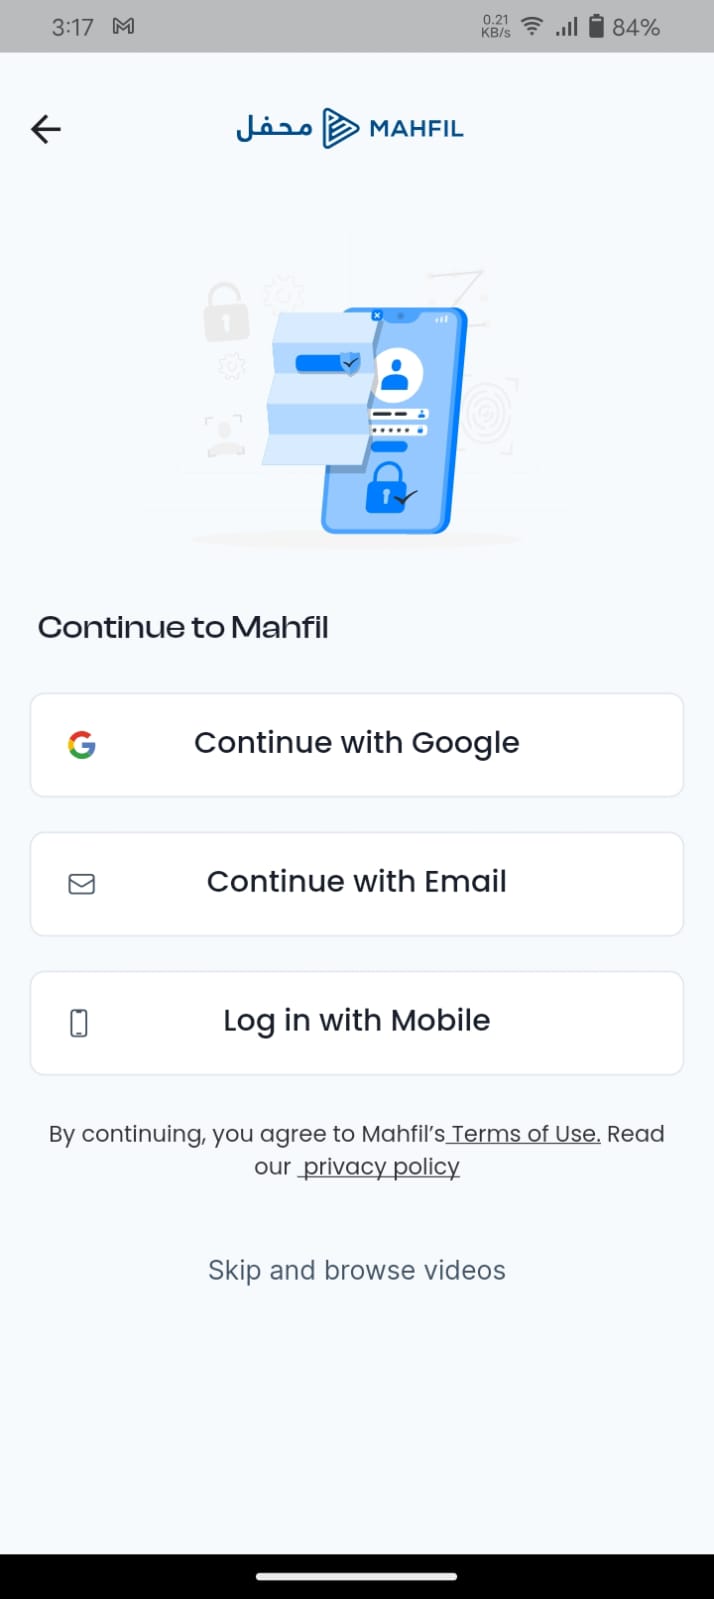 3:17
0.21
KB/s
84%
محفل MAHFIL
Continue to Mahfil
Continue with Google
Continue with Email
Log in with Mobile
By continuing, you agree to Mahfil's Terms of Use. Read
our privacy policy
Skip and browse videos